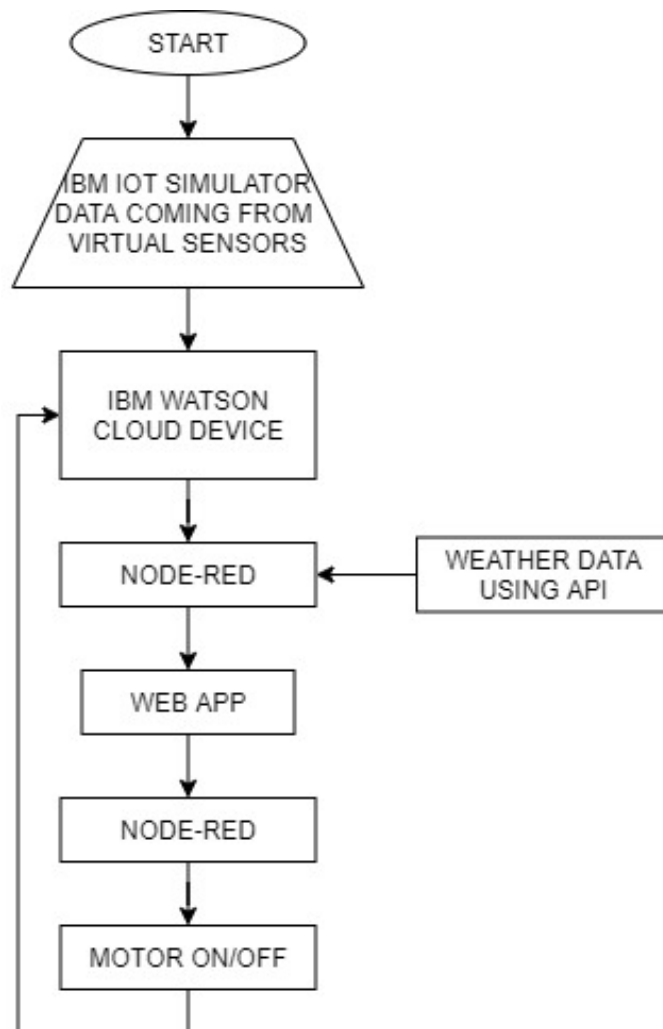 START
IBM IOT SIMULATOR
DATA COMING FROM
VIRTUAL SENSORS
IBM WATSON
CLOUD DEVICE
NODE-RED
WEATHER DATA
USING API
WEB APP
NODE-RED
MOTOR ON/OFF